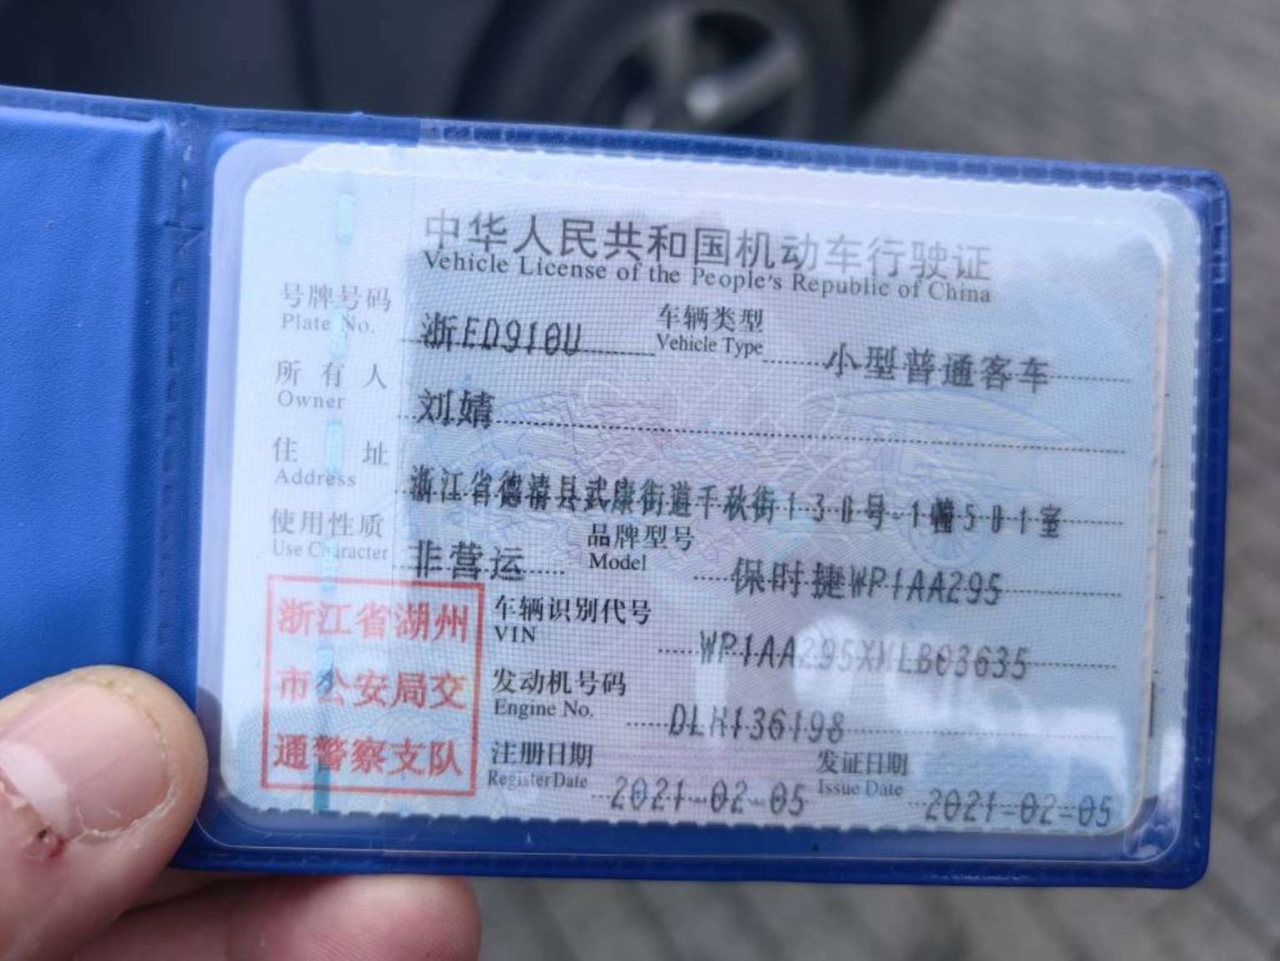 中华人民共和国机动车行驶证
Vehicle License of the People's Republic of China
号牌号码 浙ED910U 车辆类型 小型普通客车
Plate No. Vehicle Type
所有人 刘婧
Owner
住址 浙江省德清县武康街道千秋街130号-1幢501室
Address
使用性质 非营运 品牌型号 保时捷WP1AA295
Use Character Model
浙江省湖州
市公安局交
通警察支队
车辆识别代号 WP1AA295XMLB03635
VIN
发动机号码 DLH136198
Engine No.
注册日期 2021-02-05 发证日期 2021-02-05
Register Date Issue Date